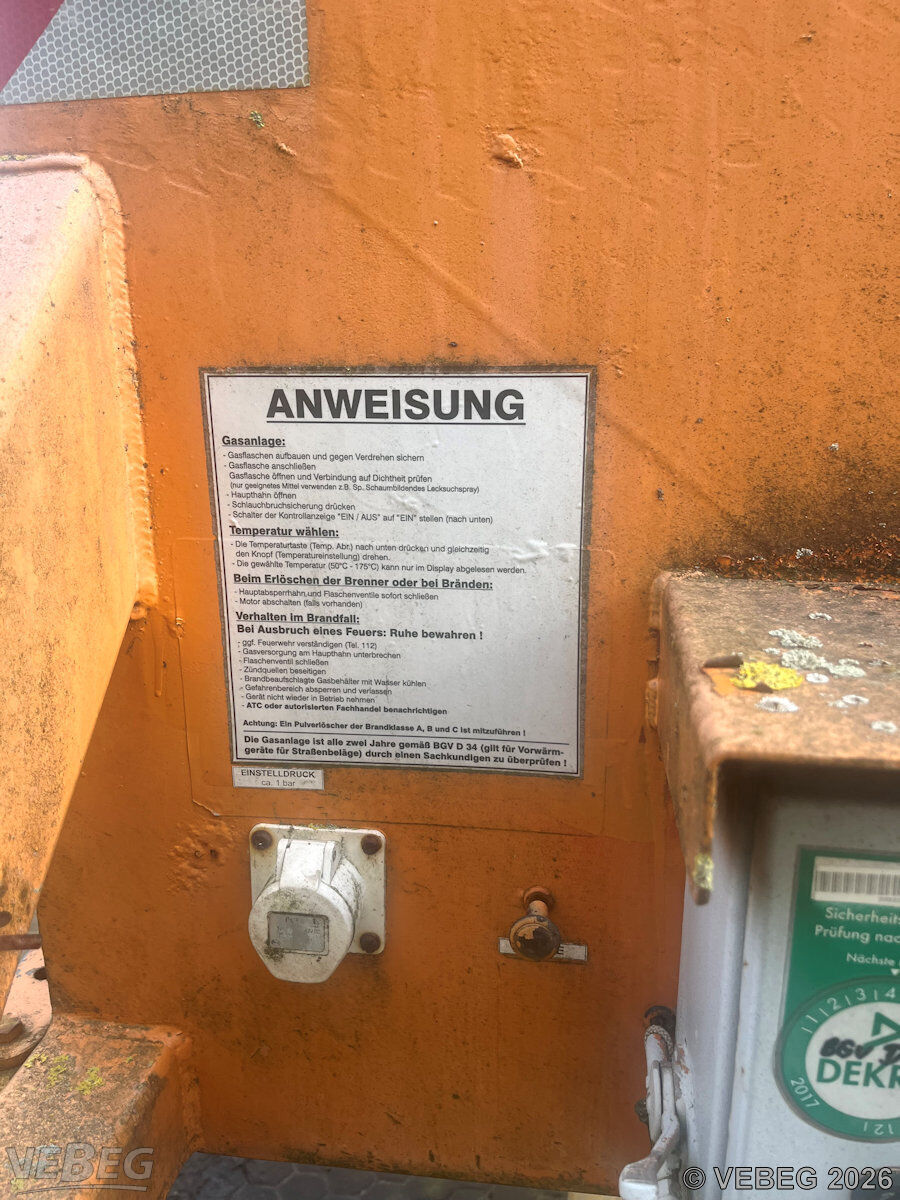 ANWEISUNG
Gasanlage:
- Gasflaschen aufbauen und gegen Verdrehen sichern
- Gasflasche anschließen
Gasflasche öffnen und Verbindung auf Dichtheit prüfen
(nur geeignetes Mittel verwenden z.B. Sp. Schaumbildendes Lecksuchspray)
- Haupthahn öffnen
- Schlauchbruchsicherung drücken
- Schalter der Kontrollanzeige "EIN / AUS" auf "EIN" stellen (nach unten)
Temperatur wählen:
- Die Temperaturtaste (Temp. Abr.) nach unten drücken und gleichzeitig
den Knopf (Temperatureinstellung) drehen.
- Die gewählte Temperatur (50°C - 175°C) kann nur im Display abgelesen werden.
Beim Erlöschen der Brenner oder bei Bränden:
- Hauptabsperrhahn und Flaschenventile sofort schließen
- Motor abschalten (falls vorhanden)
Verhalten im Brandfall:
Bei Ausbruch eines Feuers: Ruhe bewahren !
- ggf. Feuerwehr verständigen (Tel. 112)
- Gasversorgung am Haupthahn unterbrechen
- Flaschenventil schließen
- Zündquellen beseitigen
- Brandbeaufschlagte Gasbehälter mit Wasser kühlen
- Gefahrenbereich absperren und verlassen
- Gerät nicht wieder in Betrieb nehmen
- ATC oder autorisierten Fachhandel benachrichtigen
Achtung: Ein Pulverlöscher der Brandklasse A, B und C ist mitzuführen !
Die Gasanlage ist alle zwei Jahre gemäß BGV D 34 (gilt für Vorwärm-
geräte für Straßenbeläge) durch einen Sachkundigen zu überprüfen !
EINSTELLDRUCK
ca. 1 bar
Sicherheits
Prüfung nac
Nächste
11 12 1 2 3 4
BGV D
DEKR
2017
12
VEBEG
© VEBEG 2026